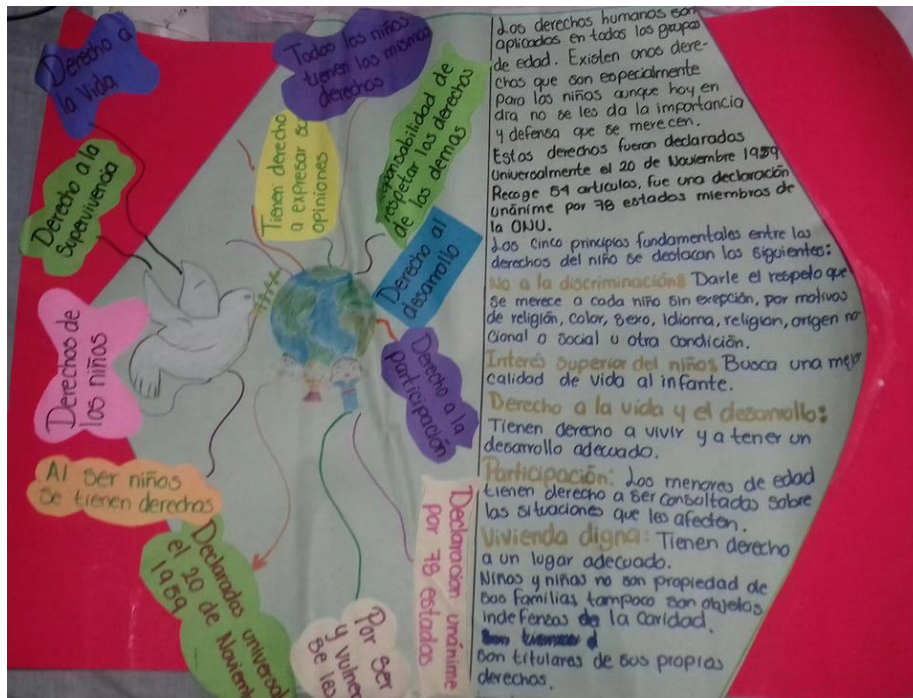 Derecho a
la Vida
Derecho a la
supervivencia
Derechos de
los niños
Al ser niños
se tienen derechos
Declarados universal
el 20 de Noviem
1959
Todos los niños
tienen los mismos
derechos
Tienen derecho
a expresar su
opiniones
responsabilidad de
respetar los derechos
de los demas
Derecho al
desarrollo
Derecho a la
participación
Declaracion unánime
por 78 estados
Por ser
y vulner
se les
Los derechos humanos son
aplicados en todos los grupos
de edad. Existen unos dere-
chos que son especialmente
para los niños aunque hoy en
dia no se les da la importancia
y defensa que se merecen.
Estos derechos fueron declarados
Universalmente el 20 de Noviembre 1959
Recoge 54 articulos, fue una declaración
unánime por 78 estados miembros de
la ONU.
Los cinco principios fundamentales entre los
derechos del niño se destacan los siguientes:
No a la discriminación: Darle el respeto que
se merece a cada niño sin exepción, por motivos
de religión, color, sexo, idioma, religion, origen na
cional o social u otra condición.
Interés superior del niño: Busca una mejor
calidad de vida al infante.
Derecho a la vida y el desarrollo:
Tienen derecho a vivir y a tener un
desarrollo adecuado.
Participación: Los menores de edad
tienen derecho a ser consultados sobre
las situaciones que les afecten.
Vivienda digna: Tienen derecho
a un lugar adecuado.
Niños y niñas no son propiedad de
sus familias tampoco son objetos
indefensos de la caridad.
son titulares de sus propios
derechos.